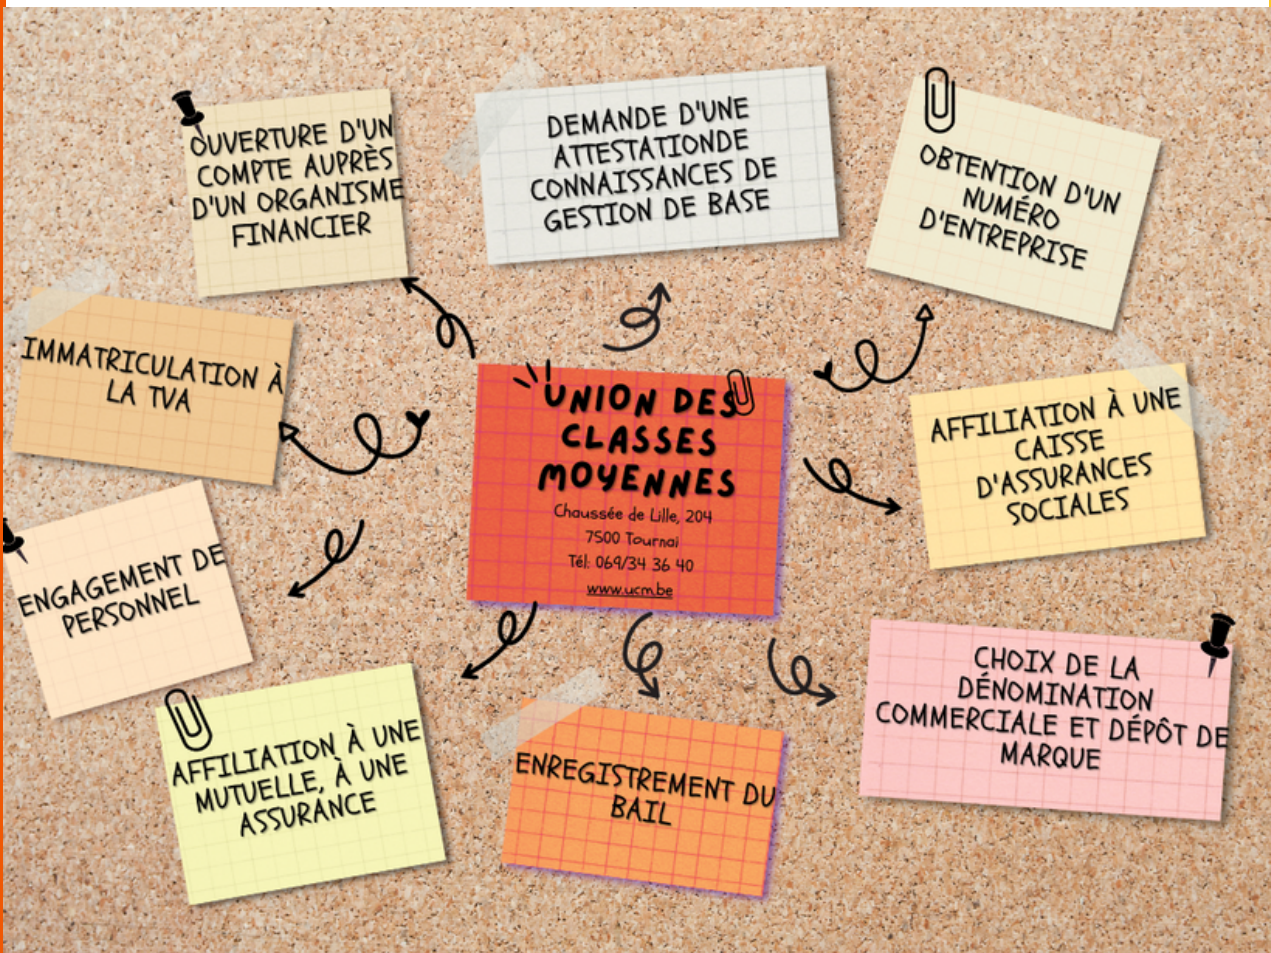 OUVERTURE D'UN
COMPTE AUPRÈS
D'UN ORGANISME
FINANCIER
DEMANDE D'UNE
ATTESTATIONDE
CONNAISSANCES DE
GESTION DE BASE
OBTENTION D'UN
NUMÉRO
D'ENTREPRISE
IMMATRICULATION À
LA TVA
UNION DES
CLASSES
MOYENNES
Chaussée de Lille, 204
7500 Tournai
Tél: 069/34 36 40
www.ucm.be
AFFILIATION À UNE
CAISSE
D'ASSURANCES
SOCIALES
ENGAGEMENT DE
PERSONNEL
AFFILIATION À UNE
MUTUELLE, À UNE
ASSURANCE
ENREGISTREMENT DU
BAIL
CHOIX DE LA
DÉNOMINATION
COMMERCIALE ET DÉPÔT DE
MARQUE